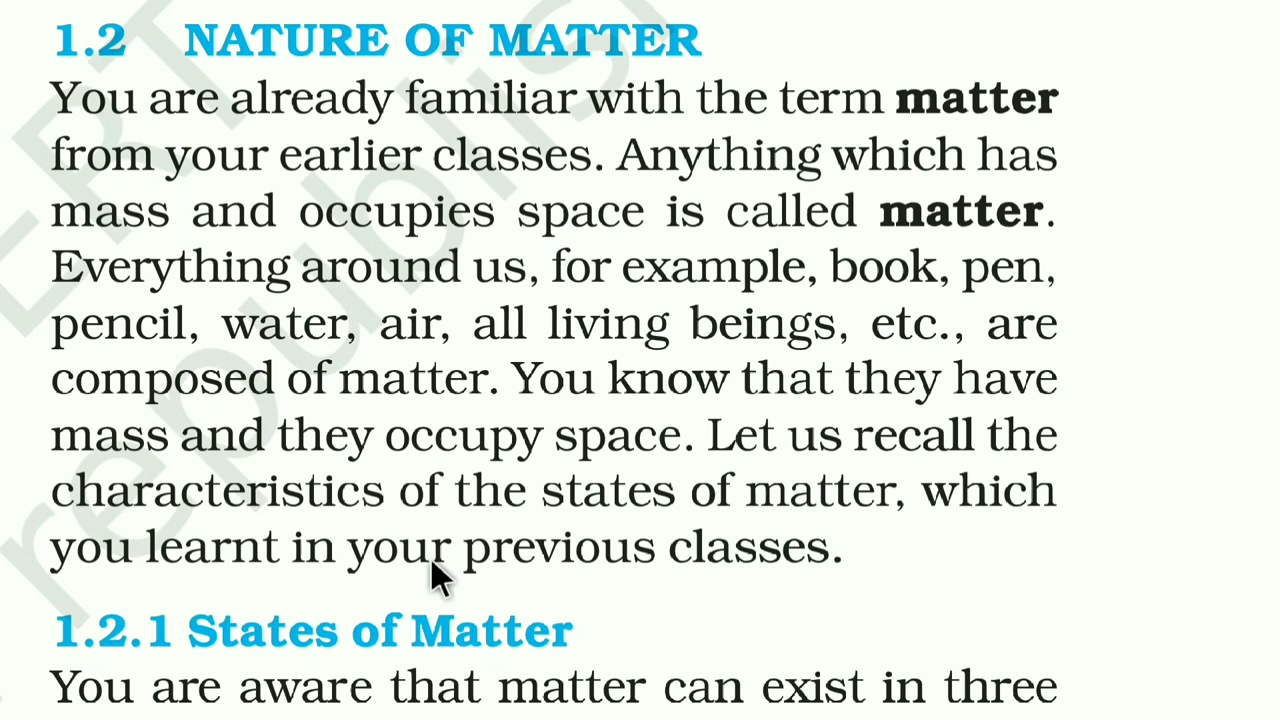 1.2 NATURE OF MATTER
You are already familiar with the term matter
from your earlier classes. Anything which has
mass and occupies space is called matter.
Everything around us, for example, book, pen,
pencil, water, air, all living beings, etc., are
composed of matter. You know that they have
mass and they occupy space. Let us recall the
characteristics of the states of matter, which
you learnt in your previous classes.
1.2.1 States of Matter
You are aware that matter can exist in three